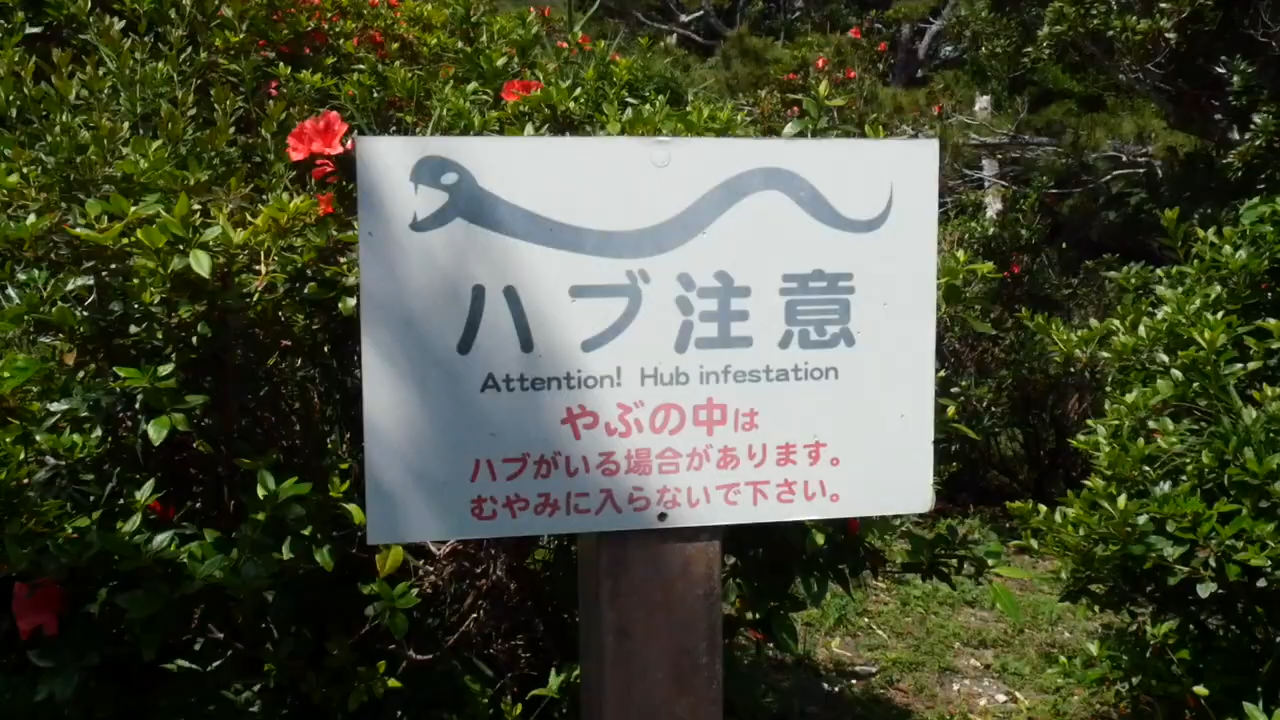 ハブ注意
Attention! Hub infestation
やぶの中は
ハブがいる場合があります。
むやみに入らないで下さい。